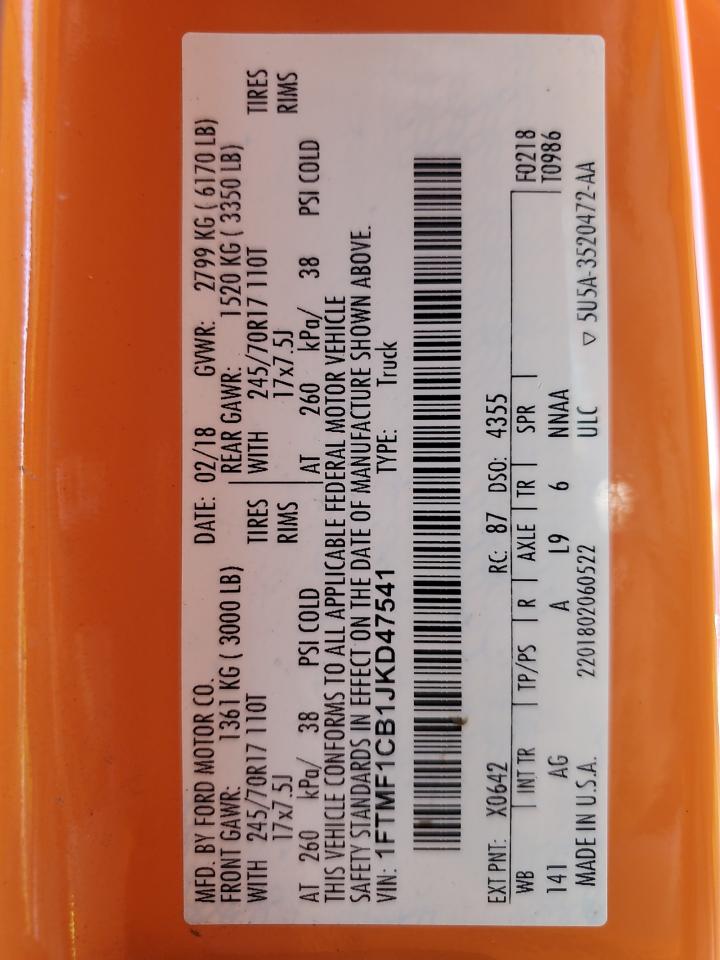 MFD. BY FORD MOTOR CO. DATE: 02/18 GVWR: 2799 KG ( 6170 LB)
FRONT GAWR: 1361 KG ( 3000 LB) REAR GAWR: 1520 KG ( 3350 LB)
WITH 245/70R17 110T TIRES WITH 245/70R17 110T TIRES
17x7.5J RIMS 17x7.5J RIMS
AT 260 kPa/ 38 PSI COLD AT 260 kPa/ 38 PSI COLD
THIS VEHICLE CONFORMS TO ALL APPLICABLE FEDERAL MOTOR VEHICLE
SAFETY STANDARDS IN EFFECT ON THE DATE OF MANUFACTURE SHOWN ABOVE.
VIN: 1FTMF1CB1JKD47541 TYPE: Truck
EXT PNT: X0642 RC: 87 DSO: 4355
WB INT TR TP/PS R AXLE TR SPR F0218
141 AG A L9 6 NNAA T0986
MADE IN U.S.A. 2201802060522 ULC ▽ 5U5A-3520472-AA